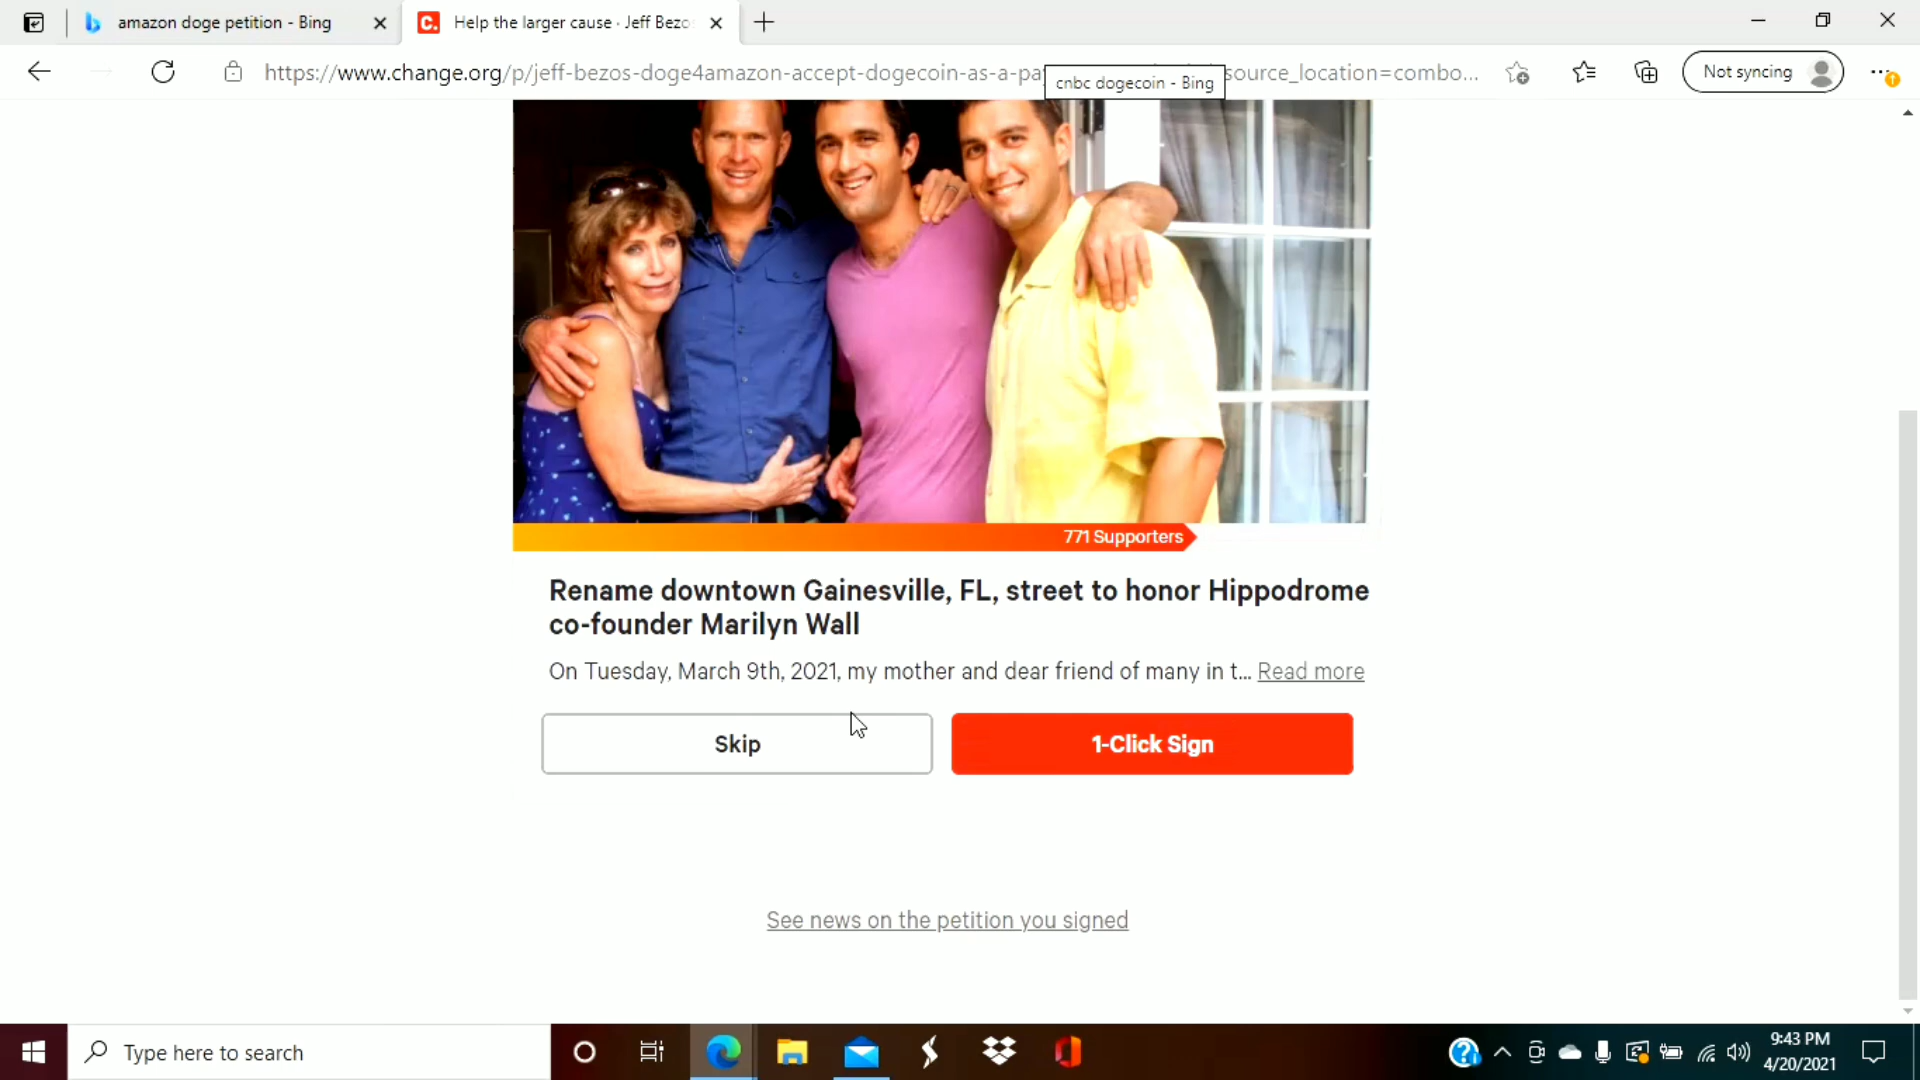 amazon doge petition - Bing
C. Help the larger cause · Jeff Bezo
https://www.change.org/p/jeff-bezos-doge4amazon-accept-dogecoin-as-a-pa
source_location=combo...
Not syncing
cnbc dogecoin - Bing
771 Supporters
Rename downtown Gainesville, FL, street to honor Hippodrome
co-founder Marilyn Wall
On Tuesday, March 9th, 2021, my mother and dear friend of many in t... Read more
Skip
1-Click Sign
See news on the petition you signed
Type here to search
9:43 PM
4/20/2021